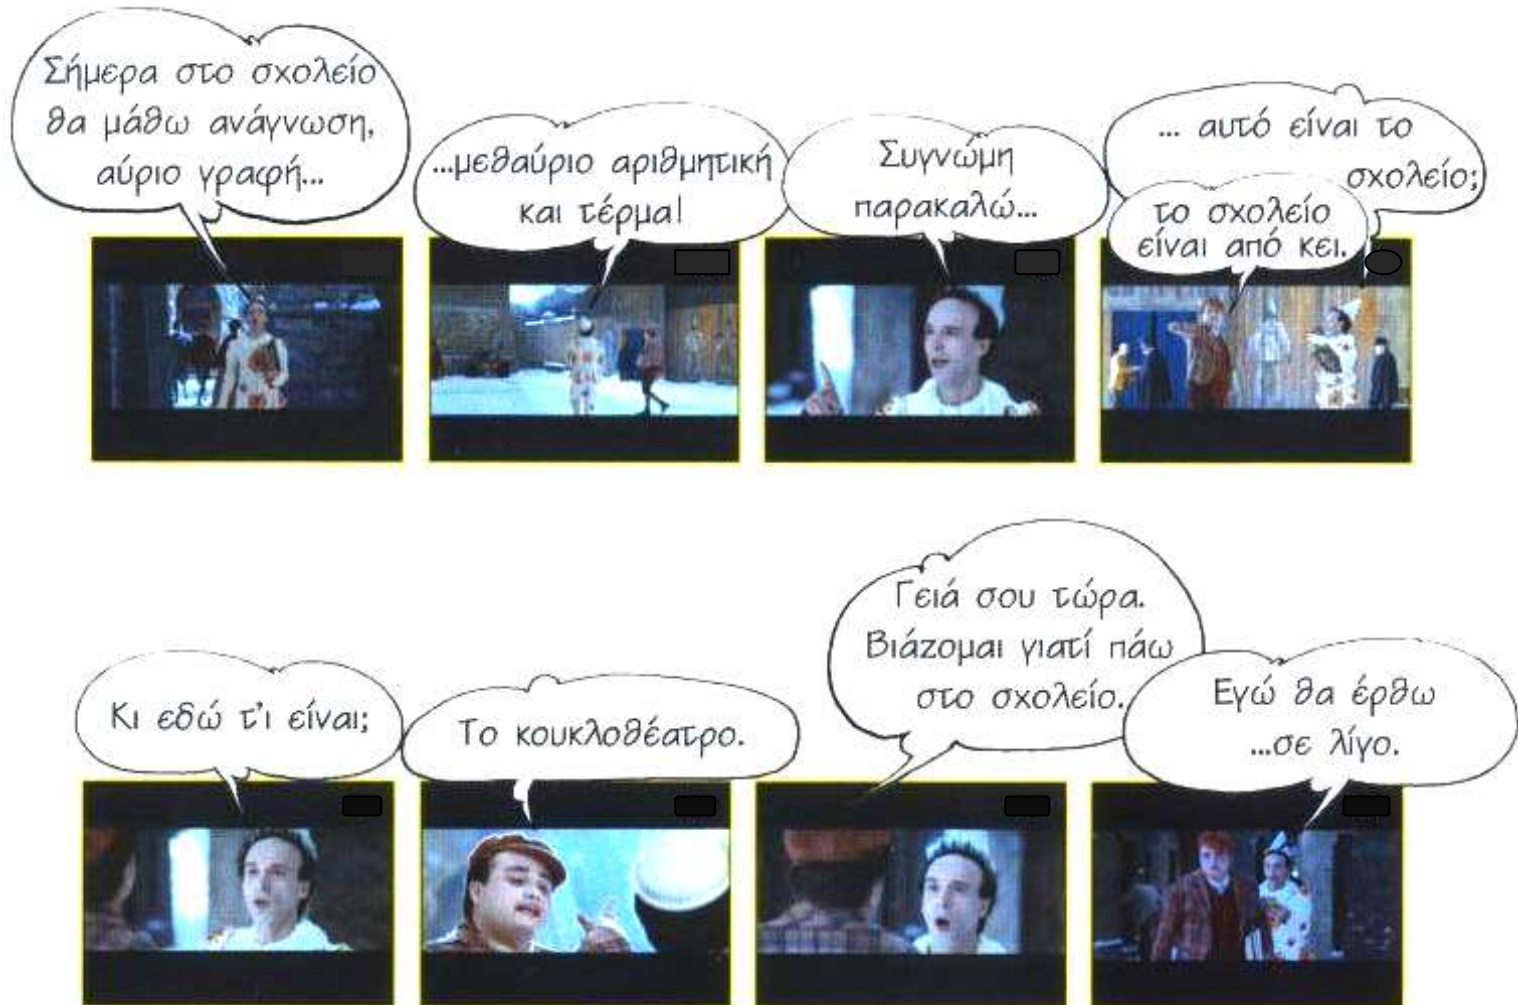 Σήμερα στο σχολείο
θα μάθω ανάγνωση,
αύριο γραφή...
...μεθαύριο αριθμητική
και τέρμα!
Συγνώμη
παρακαλώ...
... αυτό είναι το
σχολείο;
το σχολείο
είναι από κει.
Κι εδώ τ'ι είναι;
Το κουκλοθέατρο.
Γειά σου τώρα.
Βιάζομαι γιατί πάω
στο σχολείο.
Εγώ θα έρθω
...σε λίγο.